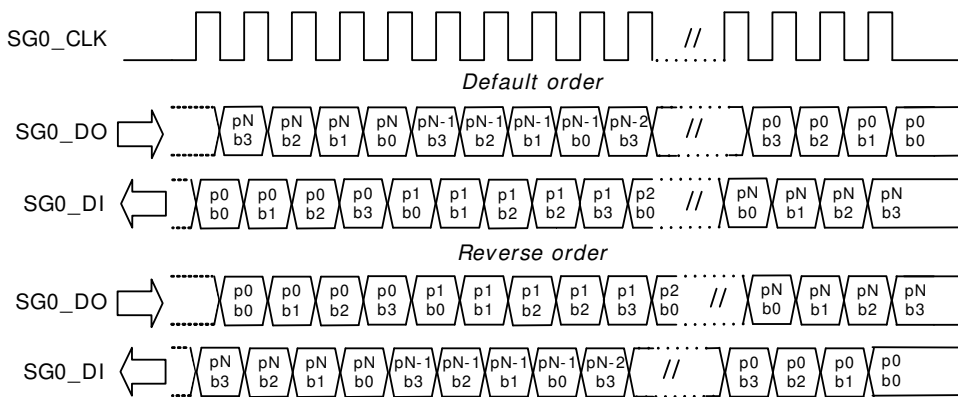 SG0_CLK //
Default order
SG0_DO pN b3 pN b2 pN b1 pN b0 pN-1 b3 pN-1 b2 pN-1 b1 pN-1 b0 pN-2 b3 // p0 b3 p0 b2 p0 b1 p0 b0
SG0_DI p0 b0 p0 b1 p0 b2 p0 b3 p1 b0 p1 b1 p1 b2 p1 b2 p1 b3 p2 b0 // pN b0 pN b1 pN b2 pN b3
Reverse order
SG0_DO p0 b0 p0 b1 p0 b2 p0 b3 p1 b0 p1 b1 p1 b2 p1 b2 p1 b3 p2 b0 // pN b0 pN b1 pN b2 pN b3
SG0_DI pN b3 pN b2 pN b1 pN b0 pN-1 b3 pN-1 b2 pN-1 b1 pN-1 b0 pN-2 b3 // p0 b3 p0 b2 p0 b1 p0 b0